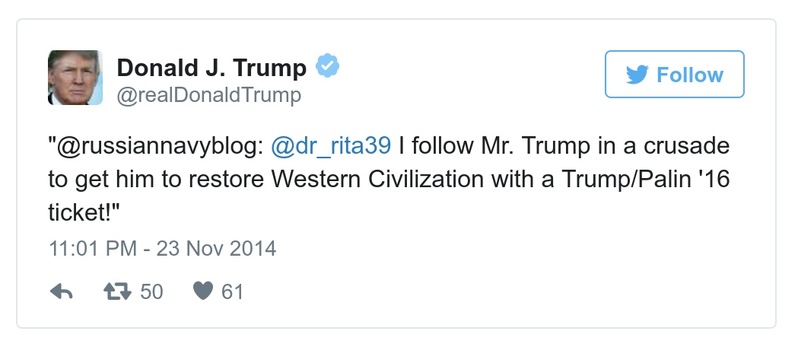 Donald J. Trump
@realDonaldTrump
Follow
"@russiannavyblog: @dr_rita39 I follow Mr. Trump in a crusade
to get him to restore Western Civilization with a Trump/Palin '16
ticket!"
11:01 PM - 23 Nov 2014
50 61